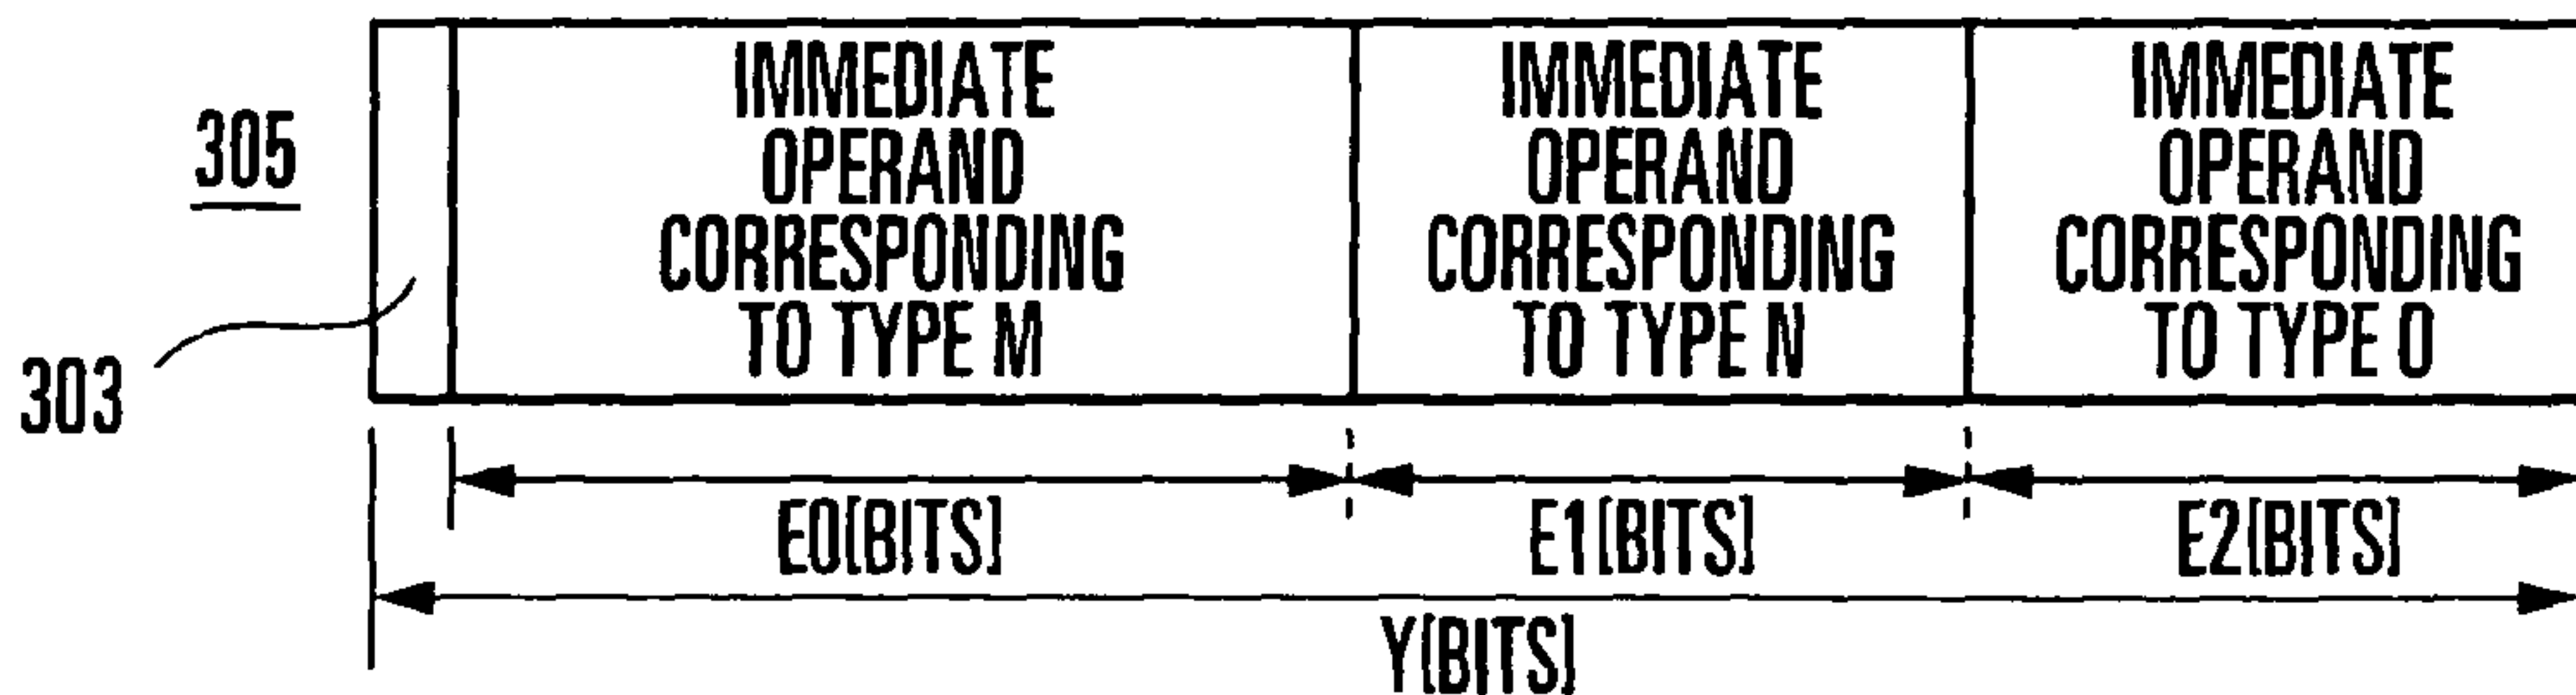 305
303
IMMEDIATE
OPERAND
CORRESPONDING
TO TYPE M
IMMEDIATE
OPERAND
CORRESPONDING
TO TYPE N
IMMEDIATE
OPERAND
CORRESPONDING
TO TYPE O
E0[BITS]
E1[BITS]
E2[BITS]
Y[BITS]